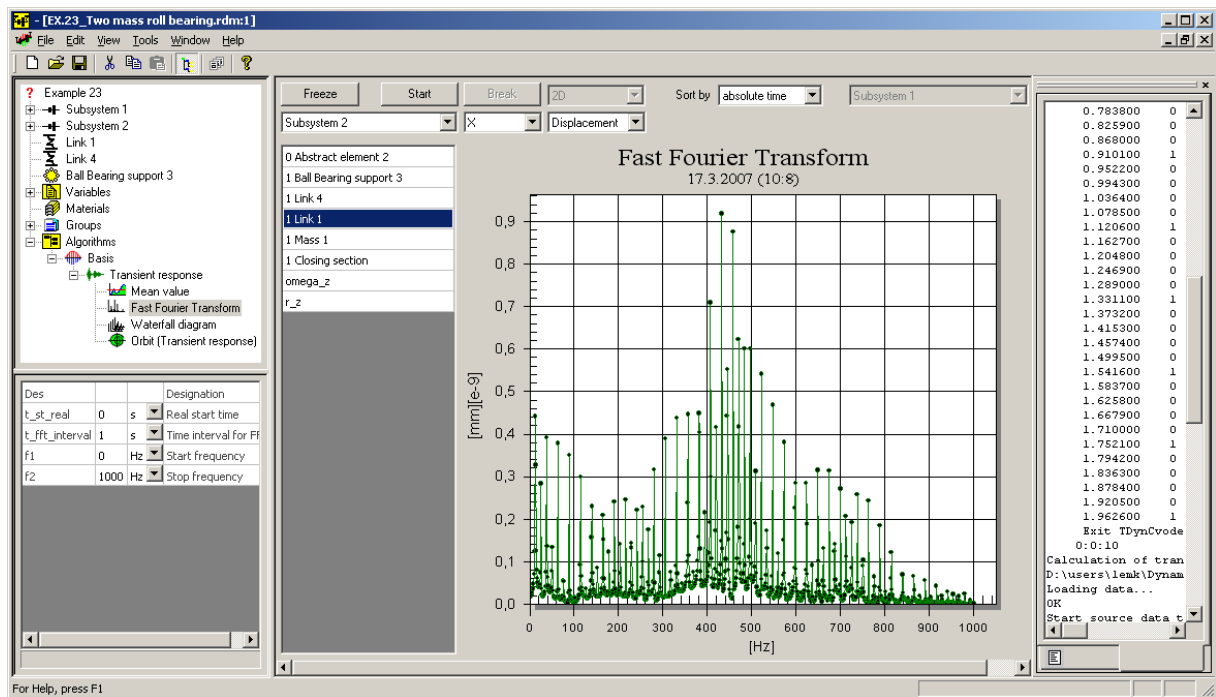 - [EX.23_Two mass roll bearing.rdm:1]
File Edit View Tools Window Help
? Example 23
Subsystem 1
Subsystem 2
Link 1
Link 4
Ball Bearing support 3
Variables
Materials
Groups
Algorithms
Basis
Transient response
Mean value
Fast Fourier Transform
Waterfall diagram
Orbit (Transient response)
Des Designation
t_st_real 0 s Real start time
t_fft_interval 1 s Time interval for FF
f1 0 Hz Start frequency
f2 1000 Hz Stop frequency
Freeze Start Break 2D Sort by absolute time Subsystem 1
Subsystem 2 X Displacement
0 Abstract element 2
1 Ball Bearing support 3
1 Link 4
1 Link 1
1 Mass 1
1 Closing section
omega_z
r_z
Fast Fourier Transform
17.3.2007 (10:8)
[mm][e-9]
0,9
0,8
0,7
0,6
0,5
0,4
0,3
0,2
0,1
0,0
0 100 200 300 400 500 600 700 800 900 1000
[Hz]
0.783800 0
0.825900 0
0.868000 0
0.910100 1
0.952200 0
0.994300 0
1.036400 0
1.078500 0
1.120600 1
1.162700 0
1.204800 0
1.246900 0
1.289000 0
1.331100 1
1.373200 0
1.415300 0
1.457400 0
1.499500 0
1.541600 1
1.583700 0
1.625800 0
1.667900 0
1.710000 0
1.752100 1
1.794200 0
1.836300 0
1.878400 0
1.920500 0
1.962600 1
Exit TDynCvode
0:0:10
Calculation of tran
D:\users\lemk\Dynam
Loading data...
OK
Start source data t
For Help, press F1